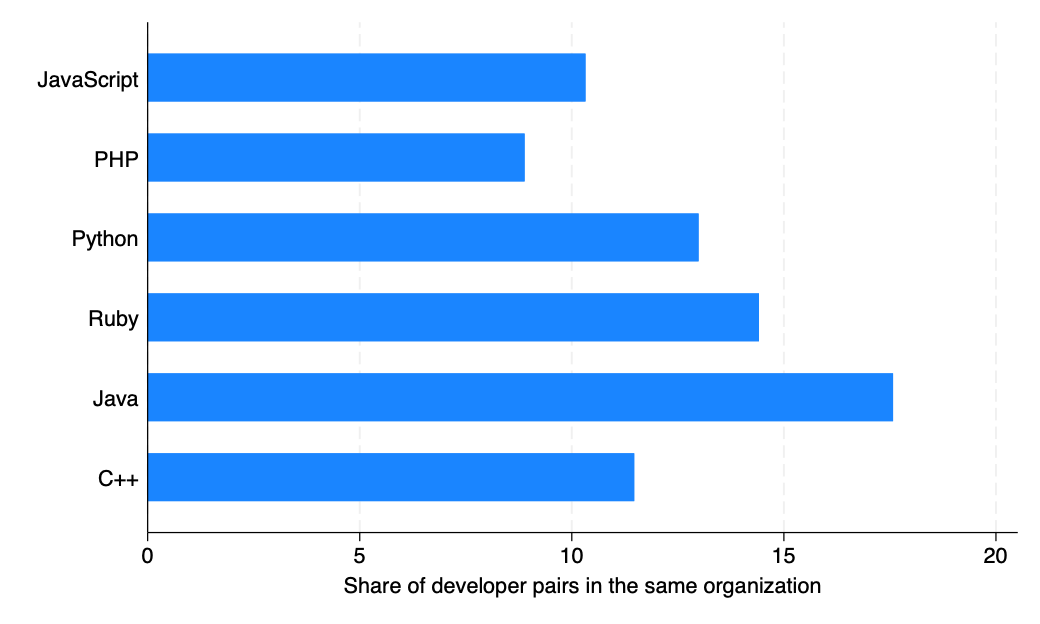 JavaScript
PHP
Python
Ruby
Java
C++
0 5 10 15 20
Share of developer pairs in the same organization